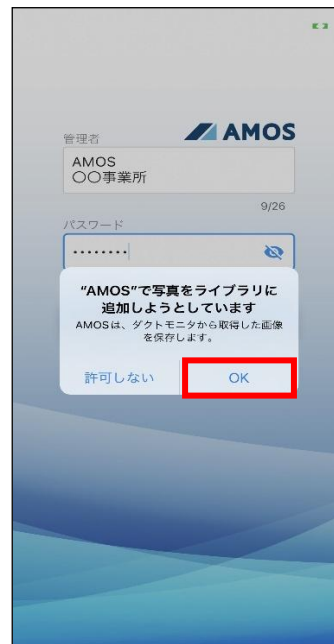 管理者
AMOS
AMOS
〇〇事業所
9/26
パスワード
••••••••
“AMOS”で写真をライブラリに
追加しようとしています
AMOSは、ダクトモニタから取得した画像
を保存します。
許可しない
OK